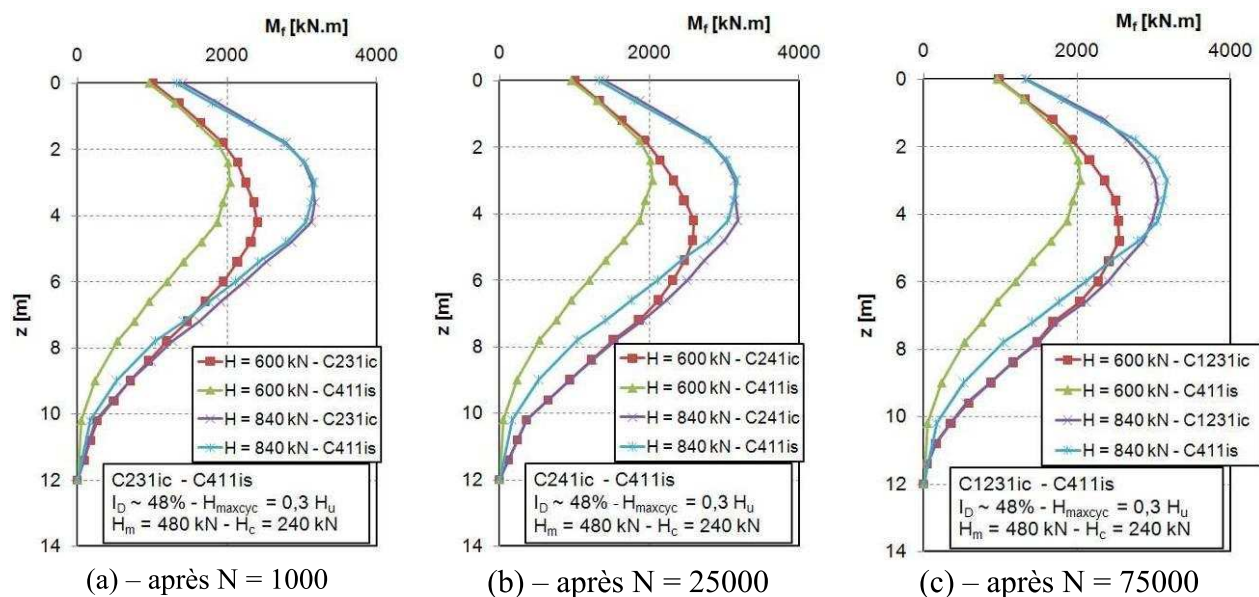 M_f [kN.m]
0 2000 4000
0
2
4
6
8
10
12
14
z [m]
H = 600 kN - C231ic
H = 600 kN - C411is
H = 840 kN - C231ic
H = 840 kN - C411is
C231ic - C411is
I_D ~ 48% - H_maxcyc = 0,3 H_u
H_m = 480 kN - H_c = 240 kN
(a) – après N = 1000
M_f [kN.m]
0 2000 4000
0
2
4
6
8
10
12
14
z [m]
H = 600 kN - C241ic
H = 600 kN - C411is
H = 840 kN - C241ic
H = 840 kN - C411is
C241ic - C411is
I_D ~ 48% - H_maxcyc = 0,3 H_u
H_m = 480 kN - H_c = 240 kN
(b) – après N = 25000
M_f [kN.m]
0 2000 4000
0
2
4
6
8
10
12
14
z [m]
H = 600 kN - C1231ic
H = 600 kN - C411is
H = 840 kN - C1231ic
H = 840 kN - C411is
C1231ic - C411is
I_D ~ 48% - H_maxcyc = 0,3 H_u
H_m = 480 kN - H_c = 240 kN
(c) – après N = 75000